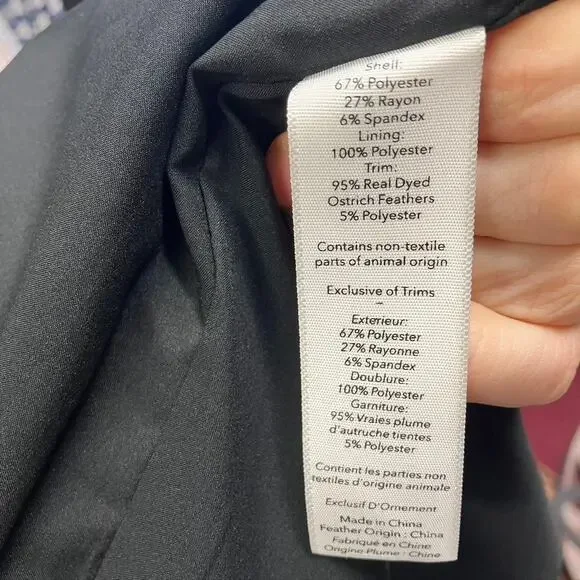 Shell:
67% Polyester
27% Rayon
6% Spandex
Lining:
100% Polyester
Trim:
95% Real Dyed
Ostrich Feathers
5% Polyester
Contains non-textile
parts of animal origin
Exclusive of Trims
–
Exterieur:
67% Polyester
27% Rayonne
6% Spandex
Doublure:
100% Polyester
Garniture:
95% Vraies plume
d'autruche tientes
5% Polyester
Contient les parties non
textiles d'origine animale
Exclusif D'Ornement
Made in China
Feather Origin : China
Fabriqué en Chine
Origine Plume : Chine